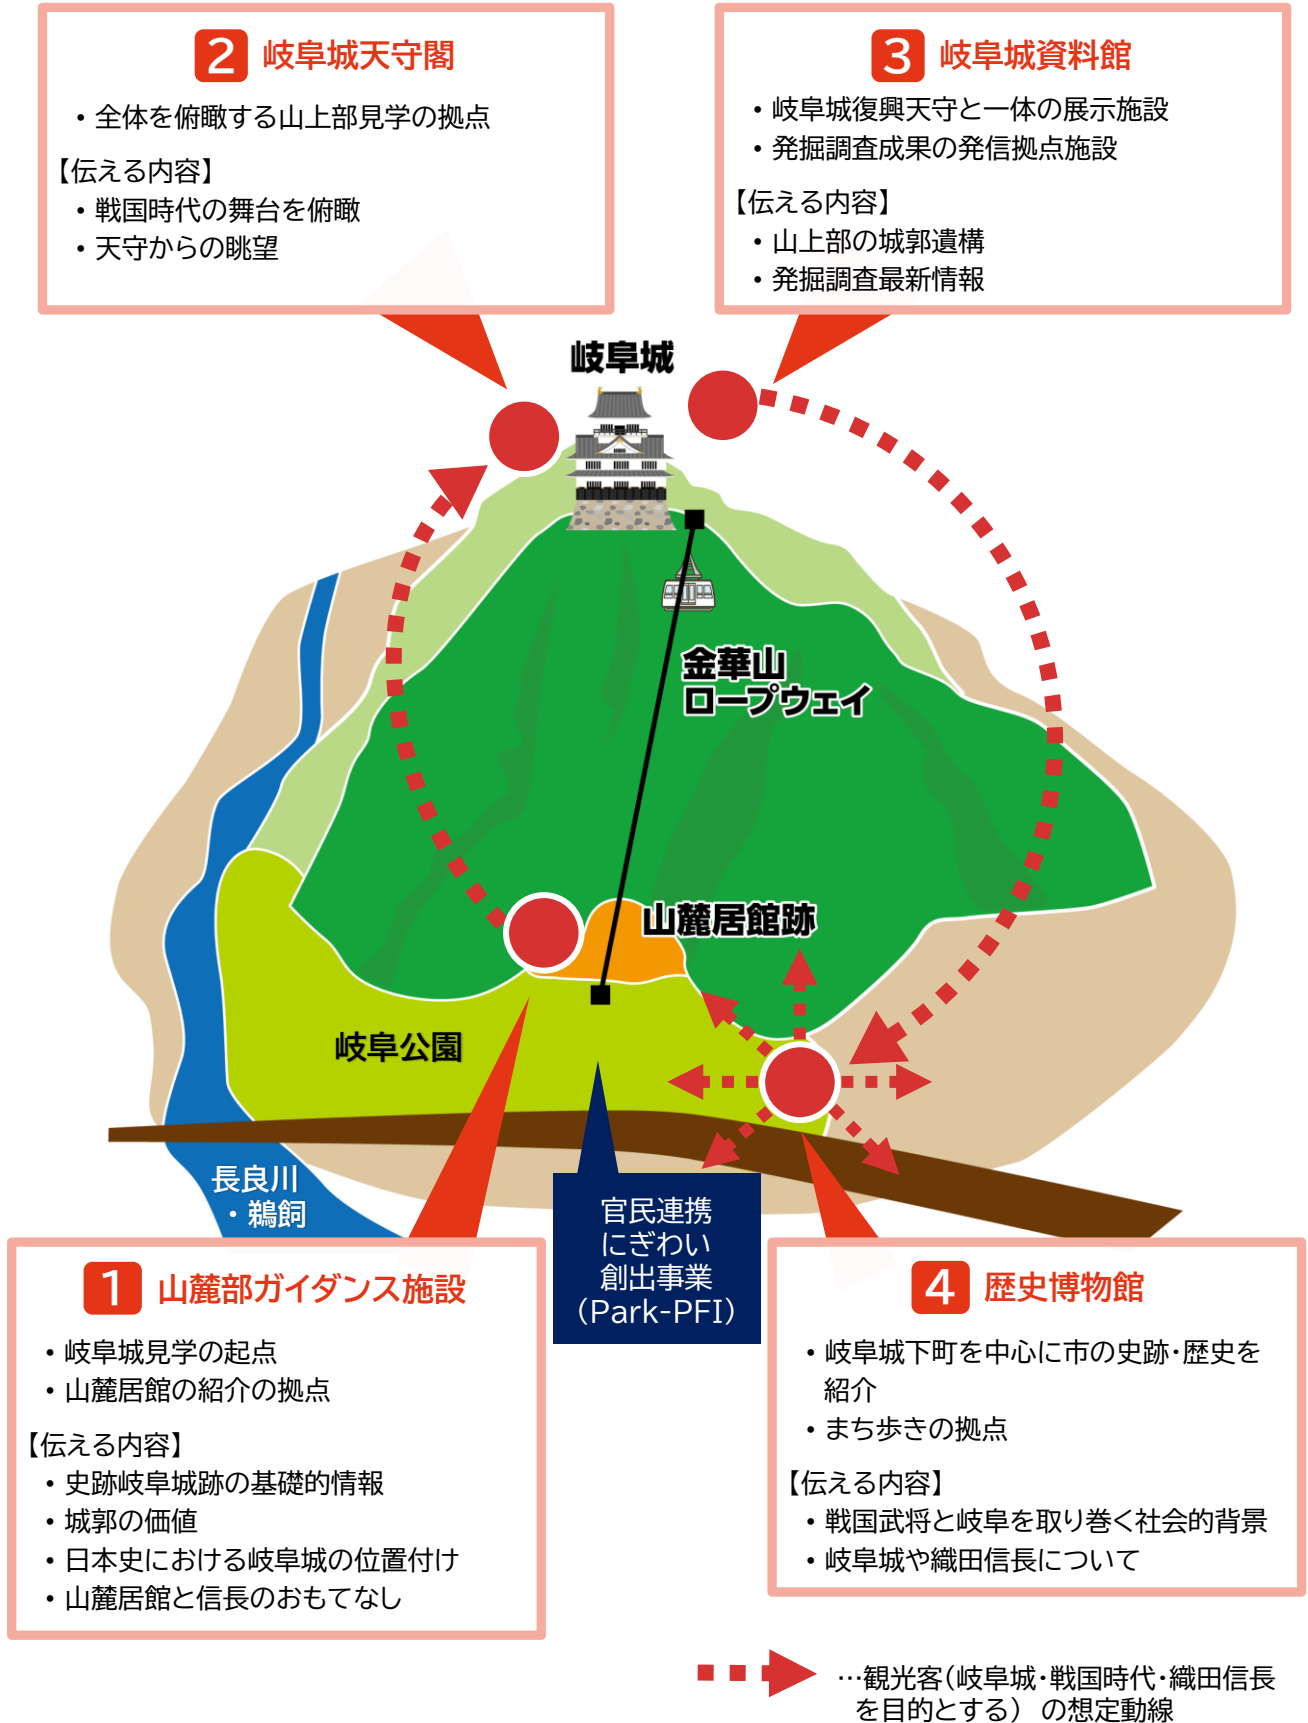 2 岐阜城天守閣
・全体を俯瞰する山上部見学の拠点
【伝える内容】
・戦国時代の舞台を俯瞰
・天守からの眺望
3 岐阜城資料館
・岐阜城復興天守と一体の展示施設
・発掘調査成果の発信拠点施設
【伝える内容】
・山上部の城郭遺構
・発掘調査最新情報
岐阜城
金華山
ロープウェイ
山麓居館跡
岐阜公園
長良川
・鵜飼
官民連携
にぎわい
創出事業
（Park-PFI）
1 山麓部ガイダンス施設
・岐阜城見学の起点
・山麓居館の紹介の拠点
【伝える内容】
・史跡岐阜城跡の基礎的情報
・城郭の価値
・日本史における岐阜城の位置付け
・山麓居館と信長のおもてなし
4 歴史博物館
・岐阜城下町を中心に市の史跡・歴史を
紹介
・まち歩きの拠点
【伝える内容】
・戦国武将と岐阜を取り巻く社会的背景
・岐阜城や織田信長について
…観光客（岐阜城・戦国時代・織田信長
を目的とする） の想定動線